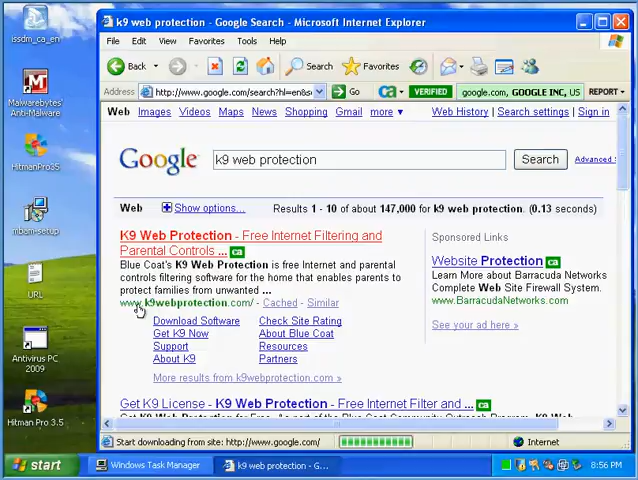 issdm_ca_en
Malwarebytes' Anti-Malware
HitmanPro35
mbam-setup
URL
Antivirus PC 2009
Hitman Pro 3.5
k9 web protection - Google Search - Microsoft Internet Explorer
File Edit View Favorites Tools Help
Back Search Favorites
Address http://www.google.com/search?hl=en&s Go ca VERIFIED google.com, GOOGLE INC, US REPORT
Web Images Videos Maps News Shopping Gmail more ▼ Web History | Search settings | Sign in
Google k9 web protection Search Advanced S
Web Show options... Results 1 - 10 of about 147,000 for k9 web protection. (0.13 seconds)
K9 Web Protection - Free Internet Filtering and
Parental Controls ... ca
Blue Coat's K9 Web Protection is free Internet and parental
controls filtering software for the home that enables parents to
protect families from unwanted ...
www.k9webprotection.com/ - Cached - Similar
Download Software Check Site Rating
Get K9 Now About Blue Coat
Support Resources
About K9 Partners
More results from k9webprotection.com »
Get K9 License - K9 Web Protection - Free Internet Filter and ... ca
Sponsored Links
Website Protection ca
Learn More about Barracuda Networks
Complete Web Site Firewall System.
www.BarracudaNetworks.com
See your ad here »
Start downloading from site: http://www.google.com/ Internet
start Windows Task Manager k9 web protection - G... 8:56 PM